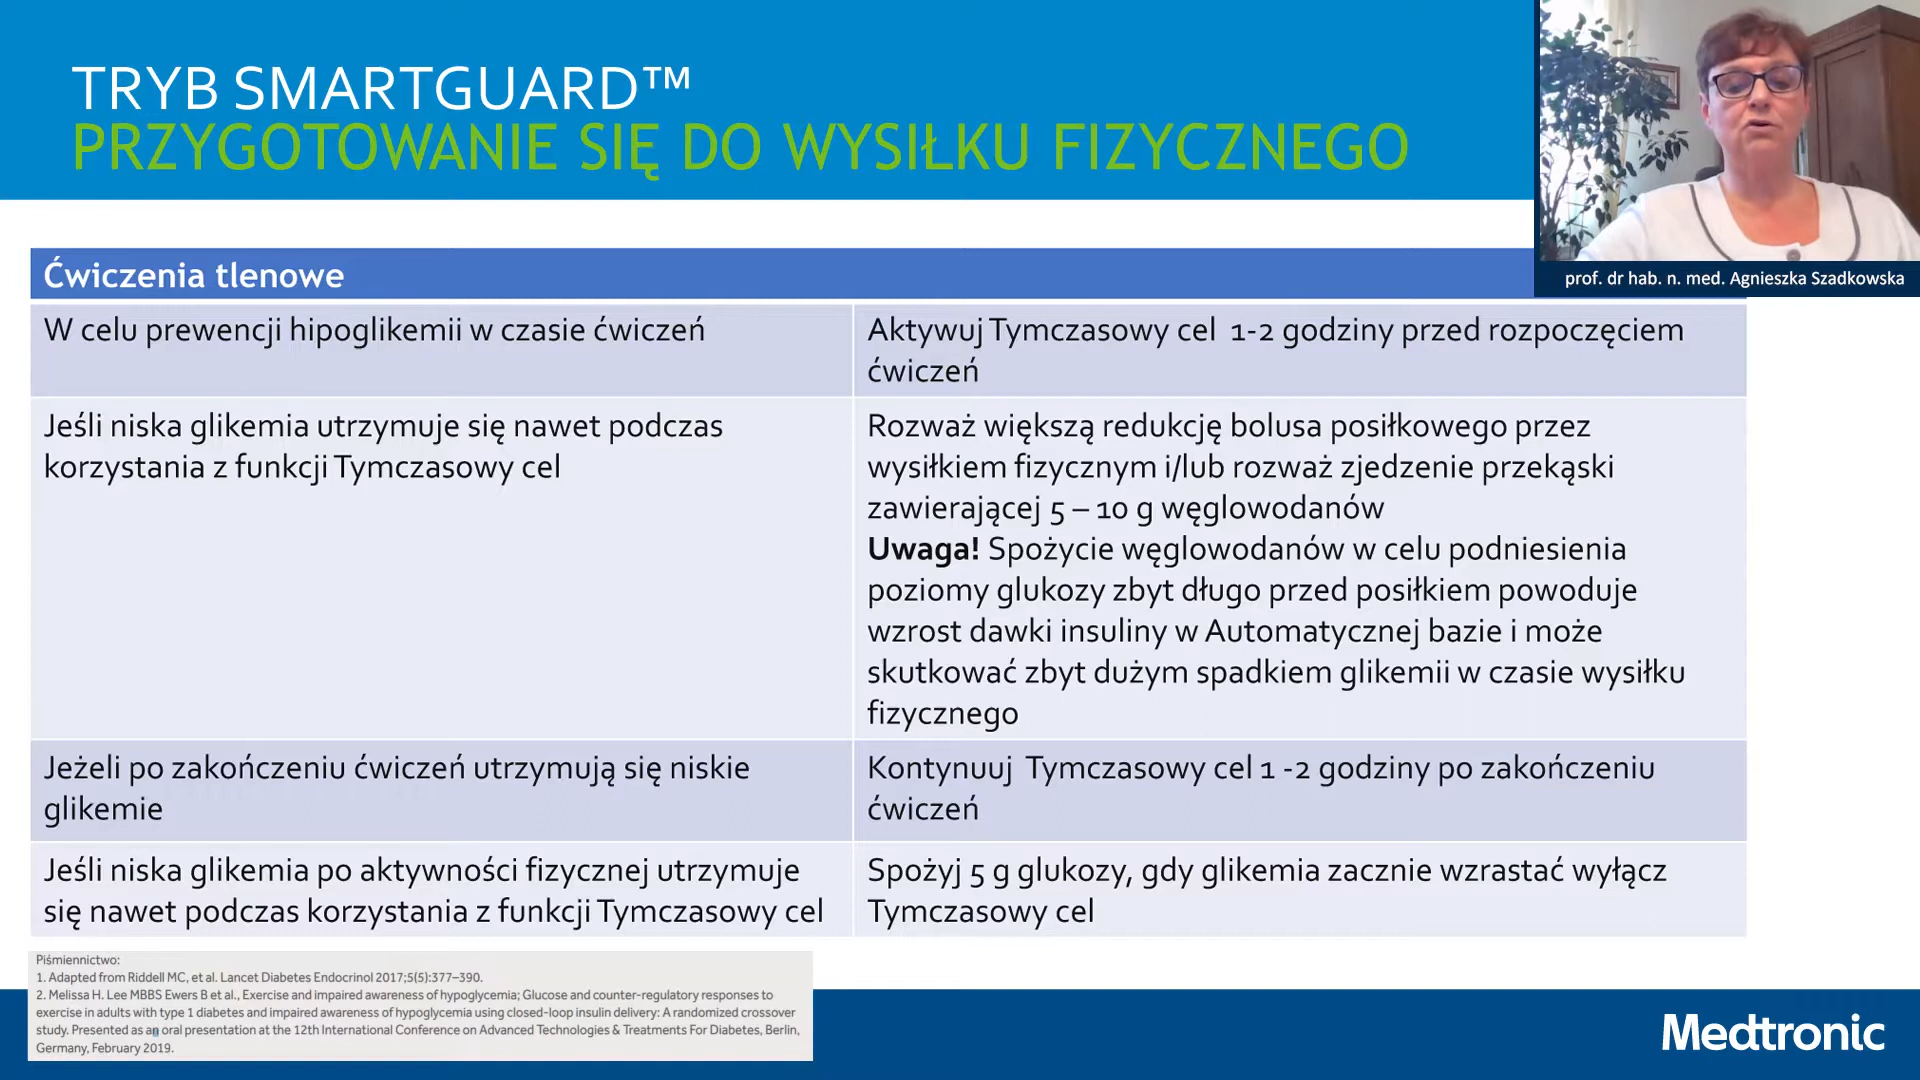 TRYB SMARTGUARD™
PRZYGOTOWANIE SIĘ DO WYSIŁKU FIZYCZNEGO
prof. dr hab. n. med. Agnieszka Szadkowska
Ćwiczenia tlenowe
W celu prewencji hipoglikemii w czasie ćwiczeń
Aktywuj Tymczasowy cel 1-2 godziny przed rozpoczęciem
ćwiczeń
Jeśli niska glikemia utrzymuje się nawet podczas
korzystania z funkcji Tymczasowy cel
Rozważ większą redukcję bolusa posiłkowego przez
wysiłkiem fizycznym i/lub rozważ zjedzenie przekąski
zawierającej 5 – 10 g węglowodanów
Uwaga! Spożycie węglowodanów w celu podniesienia
poziomy glukozy zbyt długo przed posiłkiem powoduje
wzrost dawki insuliny w Automatycznej bazie i może
skutkować zbyt dużym spadkiem glikemii w czasie wysiłku
fizycznego
Jeżeli po zakończeniu ćwiczeń utrzymują się niskie
glikemie
Kontynuuj Tymczasowy cel 1 -2 godziny po zakończeniu
ćwiczeń
Jeśli niska glikemia po aktywności fizycznej utrzymuje
się nawet podczas korzystania z funkcji Tymczasowy cel
Spożyj 5 g glukozy, gdy glikemia zacznie wzrastać wyłącz
Tymczasowy cel
Piśmiennictwo:
1. Adapted from Riddell MC, et al. Lancet Diabetes Endocrinol 2017;5(5):377–390.
2. Melissa H. Lee MBBS Ewers B et al., Exercise and impaired awareness of hypoglycemia; Glucose and counter-regulatory responses to
exercise in adults with type 1 diabetes and impaired awareness of hypoglycemia using closed-loop insulin delivery: A randomized crossover
study. Presented as an oral presentation at the 12th International Conference on Advanced Technologies & Treatments For Diabetes, Berlin,
Germany, February 2019.
Medtronic